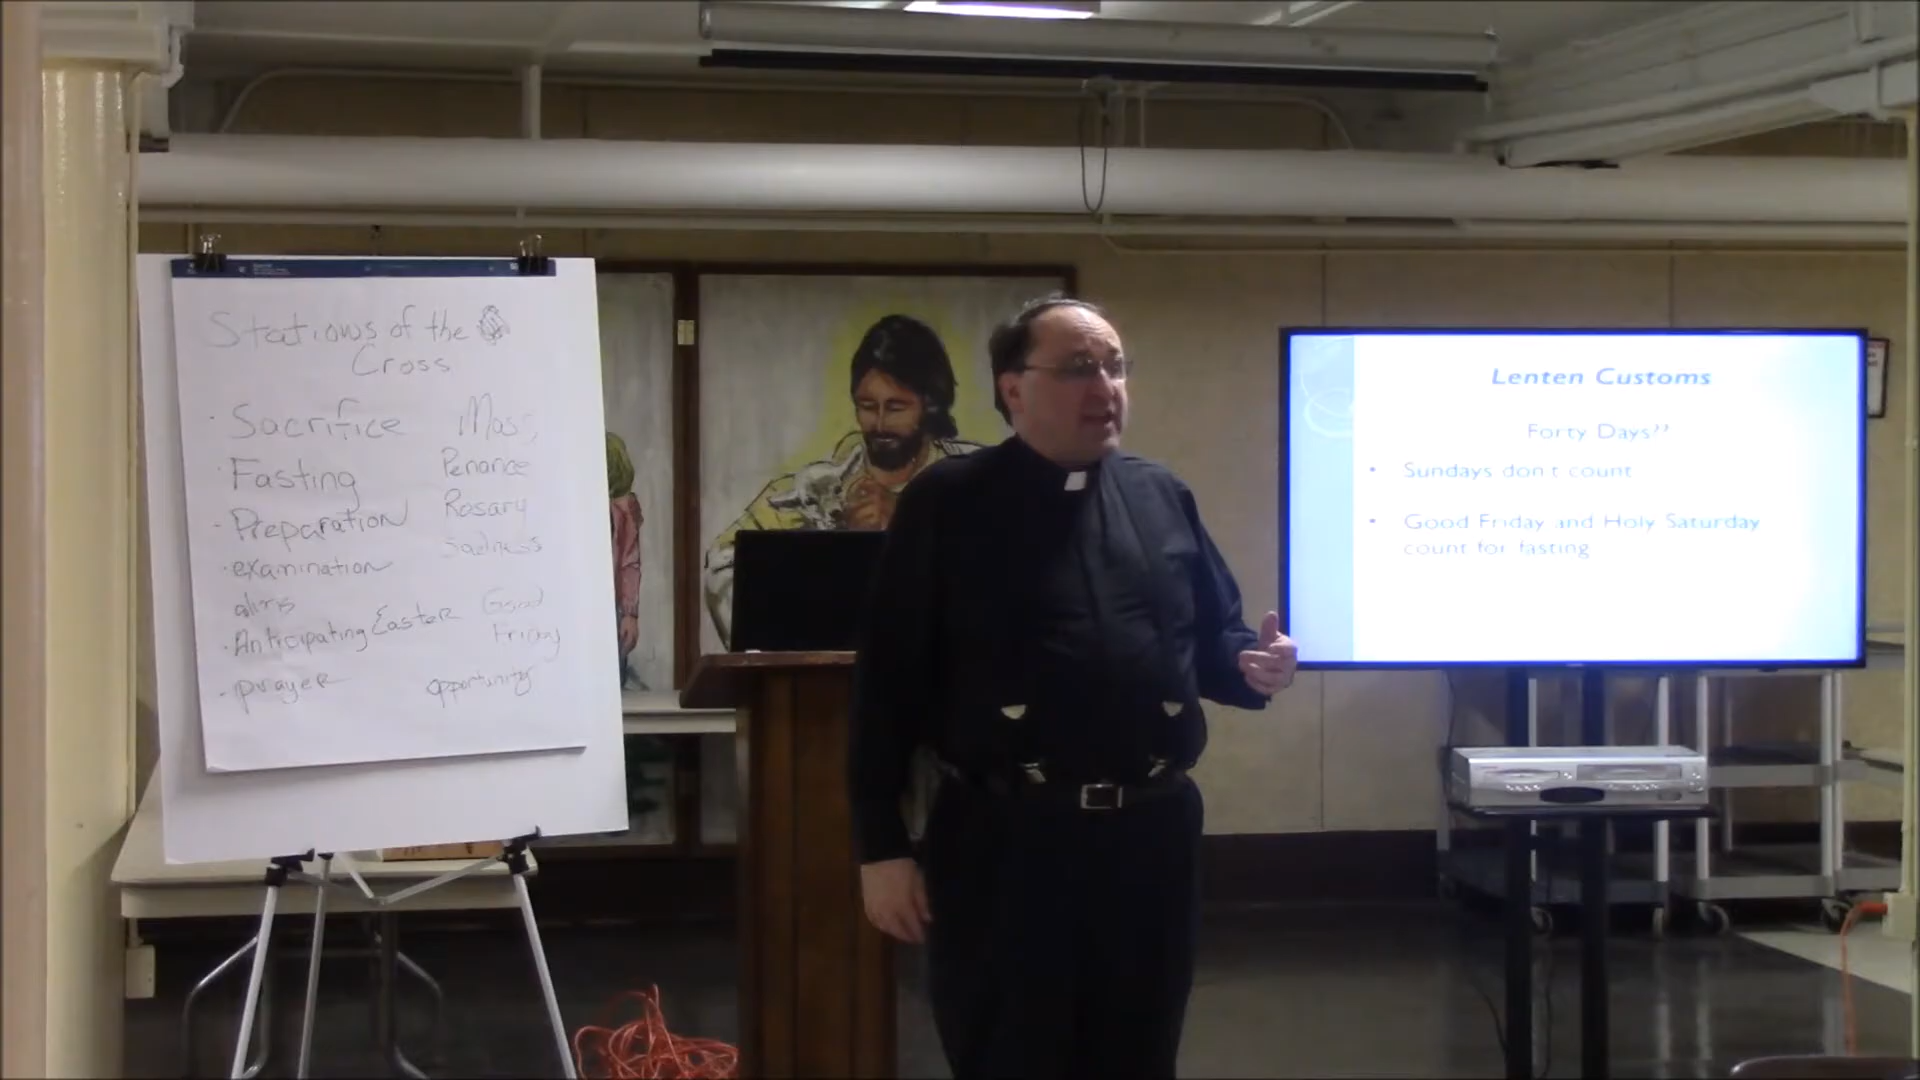 Stations of the
Cross
· Sacrifice
· Fasting
· Preparation
· examination
alms
· Anticipating Easter
· prayer
Mass,
Penance
Rosary
Sadness
Good
Friday
opportunity
Lenten Customs
Forty Days??
• Sundays don't count
• Good Friday and Holy Saturday
count for fasting